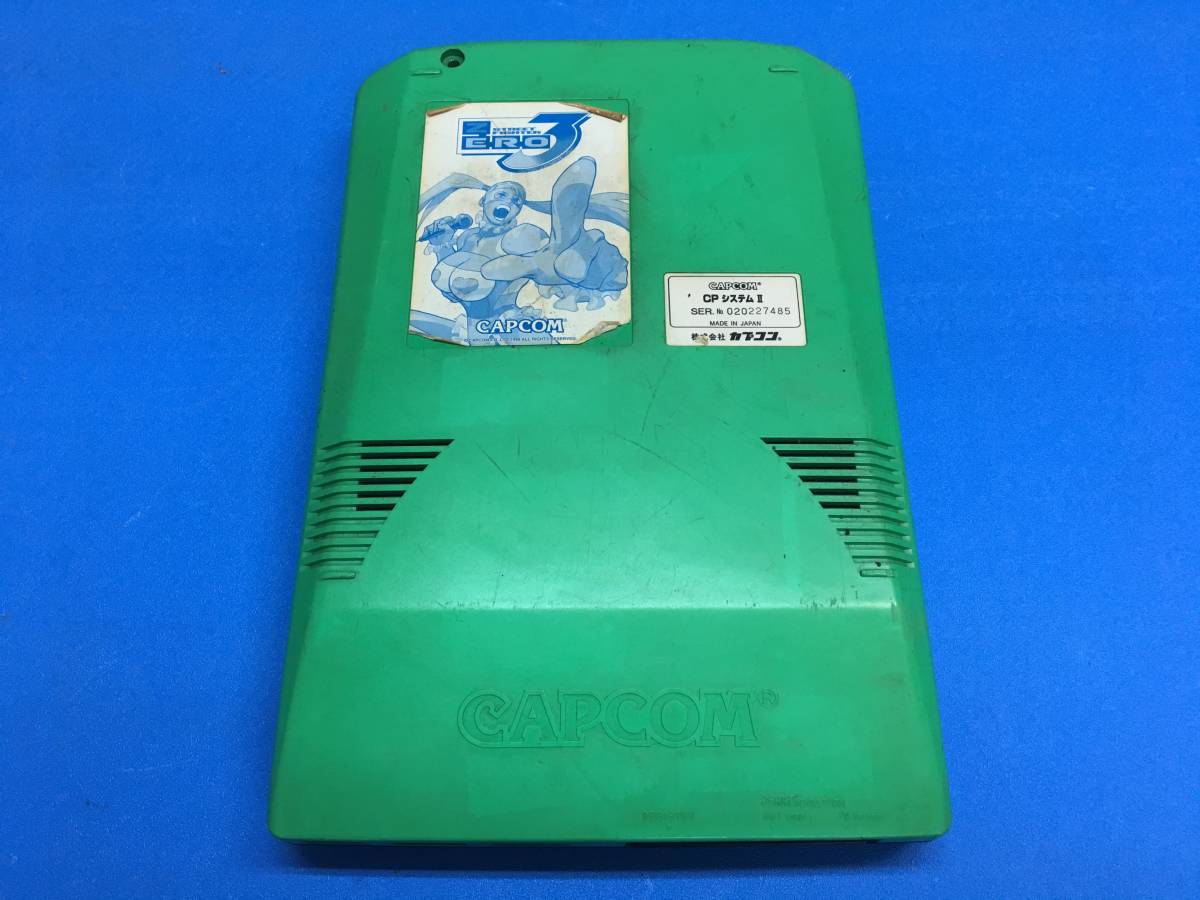 STREET
FIGHTER
ZERO3
CAPCOM
CAPCOM®
CP システム II
SER. № 020227485
MADE IN JAPAN
株式会社 カプコン®
CAPCOM®